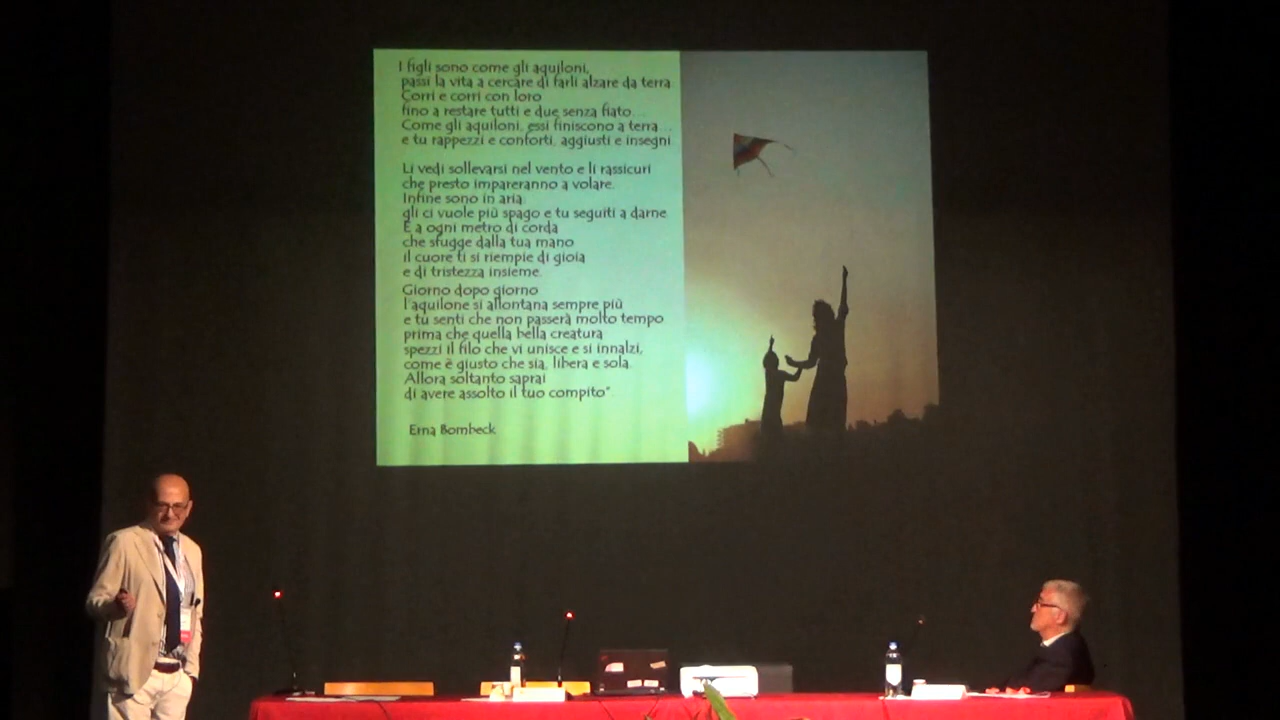 I figli sono come gli aquiloni,
passi la vita a cercare di farli alzare da terra.
Corri e corri con loro
fino a restare tutti e due senza fiato...
Come gli aquiloni, essi finiscono a terra...
e tu rappezzi e conforti, aggiusti e insegni.
Li vedi sollevarsi nel vento e li rassicuri
che presto impareranno a volare.
Infine sono in aria:
gli ci vuole più spago e tu seguiti a darne.
E a ogni metro di corda
che sfugge dalla tua mano
il cuore ti si riempie di gioia
e di tristezza insieme.
Giorno dopo giorno
l'aquilone si allontana sempre più
e tu senti che non passerà molto tempo
prima che quella bella creatura
spezzi il filo che vi unisce e si innalzi,
come è giusto che sia, libera e sola.
Allora soltanto saprai
di avere assolto il tuo compito”.
Erna Bombeck